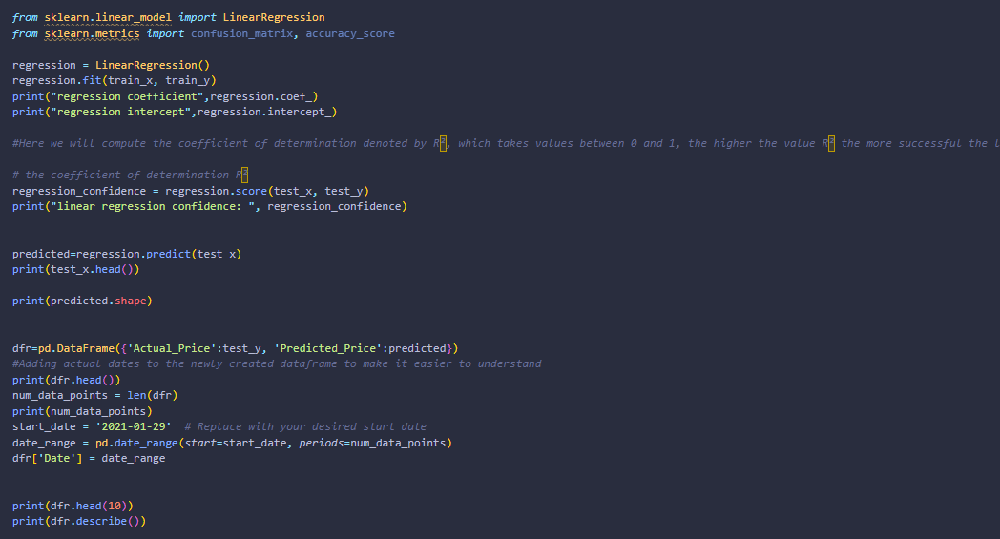 from sklearn.linear_model import LinearRegression
from sklearn.metrics import confusion_matrix, accuracy_score
regression = LinearRegression()
regression.fit(train_x, train_y)
print("regression coefficient",regression.coef_)
print("regression intercept",regression.intercept_)
#Here we will compute the coefficient of determination denoted by R², which takes values between 0 and 1, the higher the value R² the more successful the
# the coefficient of determination R²
regression_confidence = regression.score(test_x, test_y)
print("linear regression confidence: ", regression_confidence)
predicted=regression.predict(test_x)
print(test_x.head())
print(predicted.shape)
dfr=pd.DataFrame({'Actual_Price':test_y, 'Predicted_Price':predicted})
#Adding actual dates to the newly created dataframe to make it easier to understand
print(dfr.head())
num_data_points = len(dfr)
print(num_data_points)
start_date = '2021-01-29'  # Replace with your desired start date
date_range = pd.date_range(start=start_date, periods=num_data_points)
dfr['Date'] = date_range
print(dfr.head(10))
print(dfr.describe())